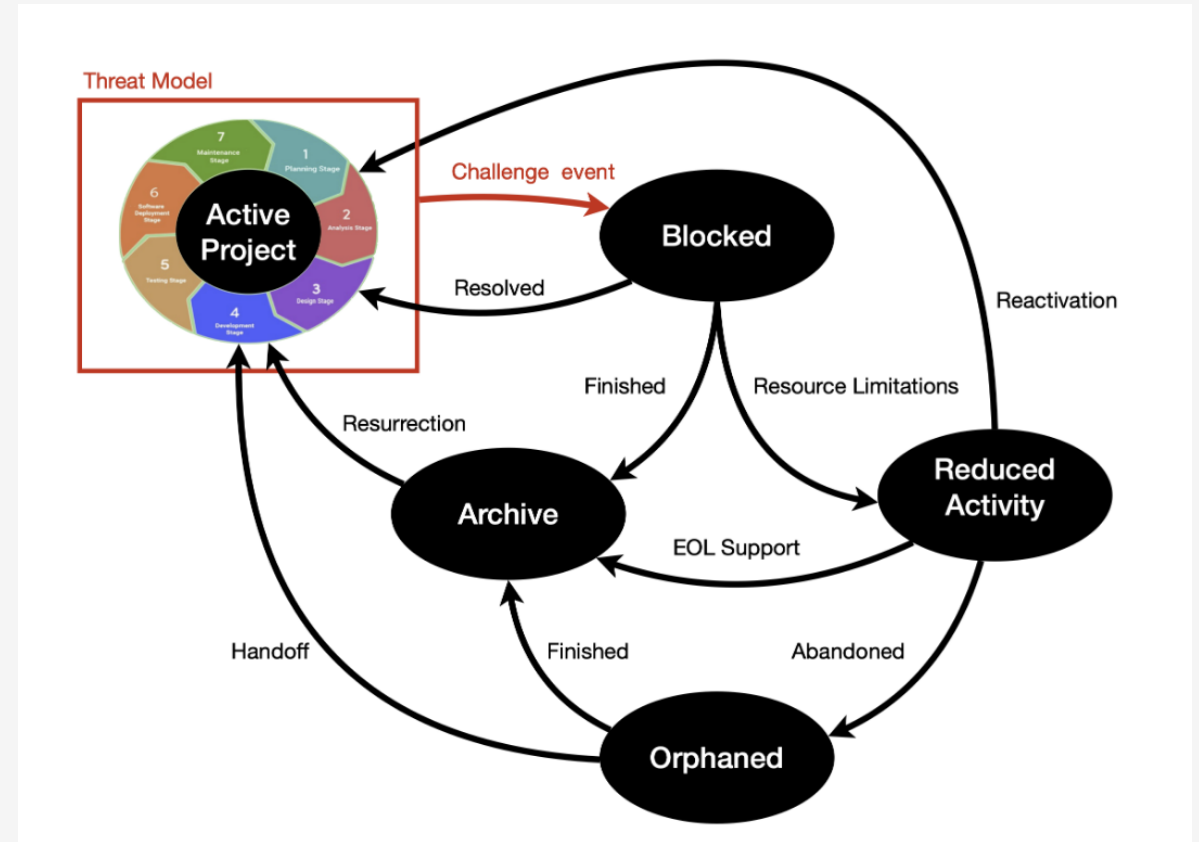 Threat Model
7
Maintenance
Stage
1
Planning Stage
6
Software
Deployment
Stage
Active
Project
2
Analysis Stage
5
Testing Stage
3
Design Stage
4
Development
Stage
Challenge event
Blocked
Resolved
Reactivation
Finished
Resource Limitations
Resurrection
Archive
Reduced
Activity
EOL Support
Handoff
Finished
Abandoned
Orphaned